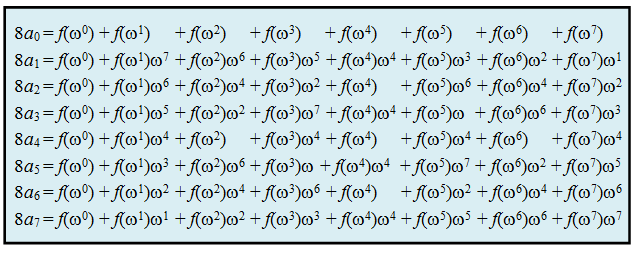 8a₀ = f(ω⁰) + f(ω¹) + f(ω²) + f(ω³) + f(ω⁴) + f(ω⁵) + f(ω⁶) + f(ω⁷)
8a₁ = f(ω⁰) + f(ω¹)ω⁷ + f(ω²)ω⁶ + f(ω³)ω⁵ + f(ω⁴)ω⁴ + f(ω⁵)ω³ + f(ω⁶)ω² + f(ω⁷)ω¹
8a₂ = f(ω⁰) + f(ω¹)ω⁶ + f(ω²)ω⁴ + f(ω³)ω² + f(ω⁴) + f(ω⁵)ω⁶ + f(ω⁶)ω⁴ + f(ω⁷)ω²
8a₃ = f(ω⁰) + f(ω¹)ω⁵ + f(ω²)ω² + f(ω³)ω⁷ + f(ω⁴)ω⁴ + f(ω⁵)ω + f(ω⁶)ω⁶ + f(ω⁷)ω³
8a₄ = f(ω⁰) + f(ω¹)ω⁴ + f(ω²) + f(ω³)ω⁴ + f(ω⁴) + f(ω⁵)ω⁴ + f(ω⁶) + f(ω⁷)ω⁴
8a₅ = f(ω⁰) + f(ω¹)ω³ + f(ω²)ω⁶ + f(ω³)ω + f(ω⁴)ω⁴ + f(ω⁵)ω⁷ + f(ω⁶)ω² + f(ω⁷)ω⁵
8a₆ = f(ω⁰) + f(ω¹)ω² + f(ω²)ω⁴ + f(ω³)ω⁶ + f(ω⁴) + f(ω⁵)ω² + f(ω⁶)ω⁴ + f(ω⁷)ω⁶
8a₇ = f(ω⁰) + f(ω¹)ω¹ + f(ω²)ω² + f(ω³)ω³ + f(ω⁴)ω⁴ + f(ω⁵)ω⁵ + f(ω⁶)ω⁶ + f(ω⁷)ω⁷